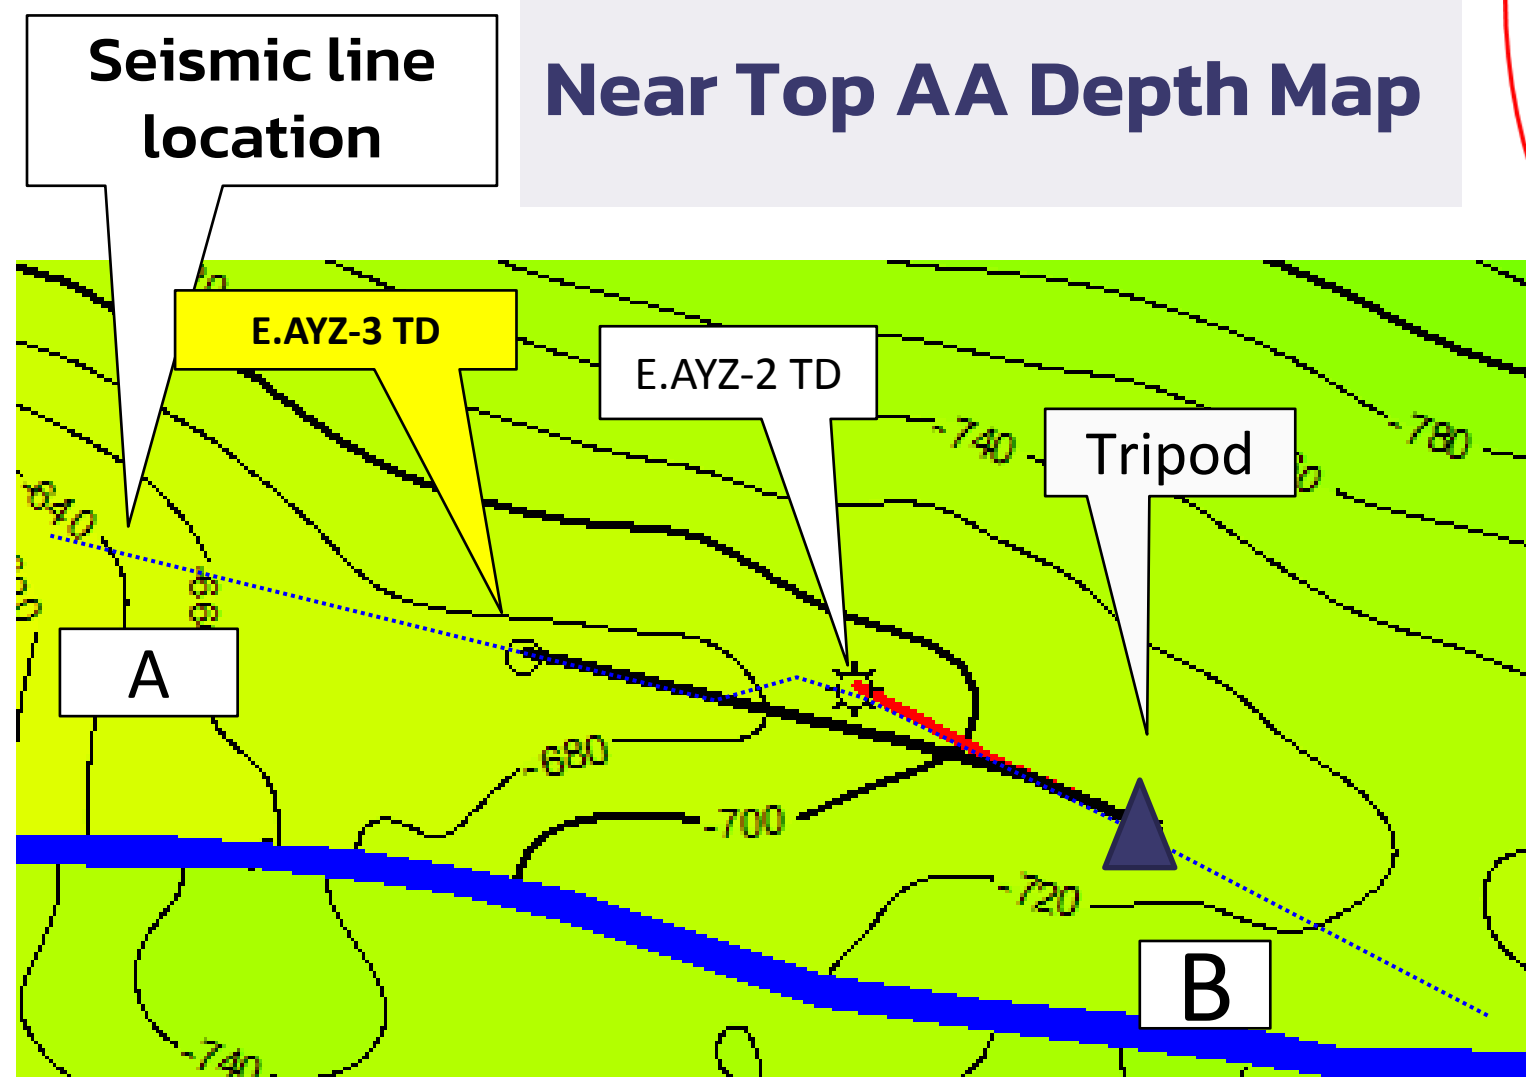 Seismic line
location
Near Top AA Depth Map
E.AYZ-3 TD
E.AYZ-2 TD
Tripod
-740
-780
-640
A
-680
-700
-720
B
-740